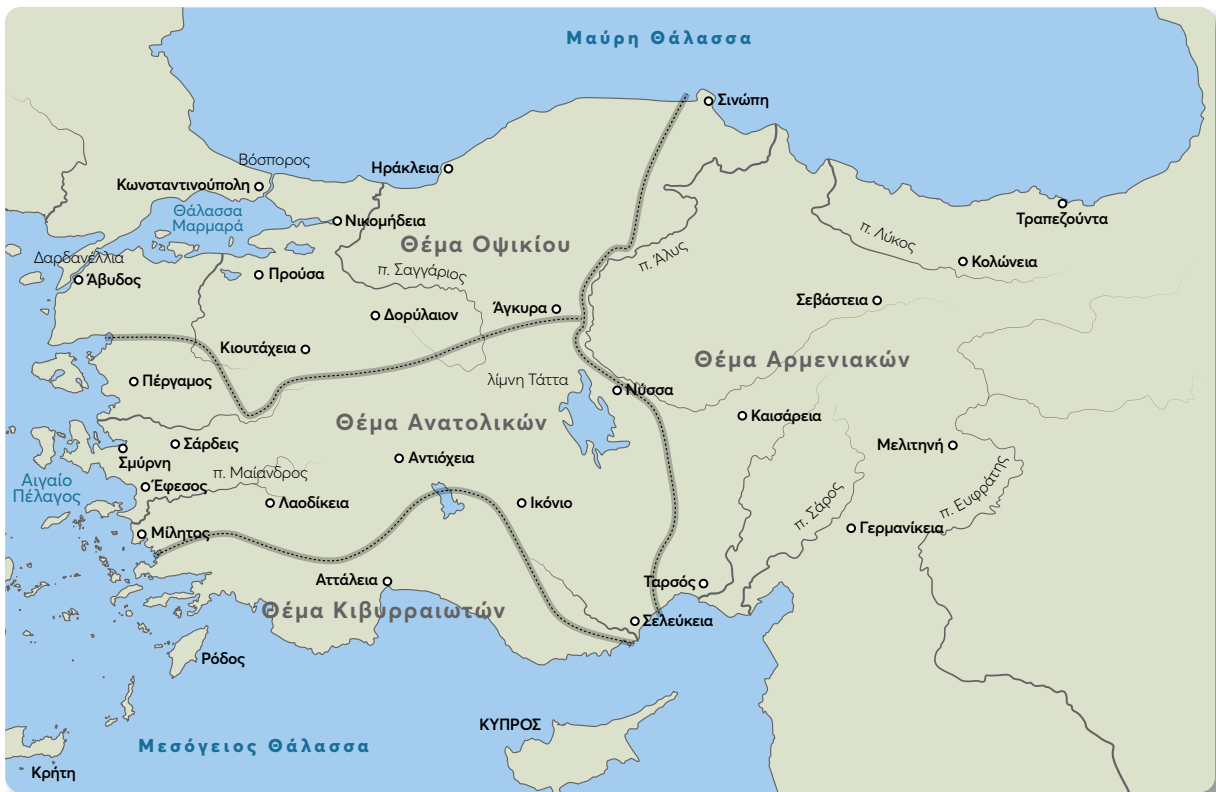 Μαύρη Θάλασσα
Σινώπη
Βόσπορος
Ηράκλεια
Κωνσταντινούπολη
Θάλασσα
Μαρμαρά
Νικομήδεια
Τραπεζούντα
Θέμα Οψικίου
π. Λύκος
π. Άλυς
Δαρδανέλλια
Άβυδος
Προύσα
π. Σαγγάριος
Κολώνεια
Σεβάστεια
Άγκυρα
Δορύλαιον
Κιουτάχεια
Θέμα Αρμενιακών
Πέργαμος
λίμνη Τάττα
Νύσσα
Καισάρεια
Θέμα Ανατολικών
Σάρδεις
Μελιτηνή
Σμύρνη
Αντιόχεια
π. Μαίανδρος
Αιγαίο
Πέλαγος
Έφεσος
Λαοδίκεια
Ικόνιο
π. Σάρος
π. Ευφράτης
Μίλητος
Γερμανίκεια
Αττάλεια
Ταρσός
Θέμα Κιβυρραιωτών
Σελεύκεια
Ρόδος
ΚΥΠΡΟΣ
Μεσόγειος Θάλασσα
Κρήτη